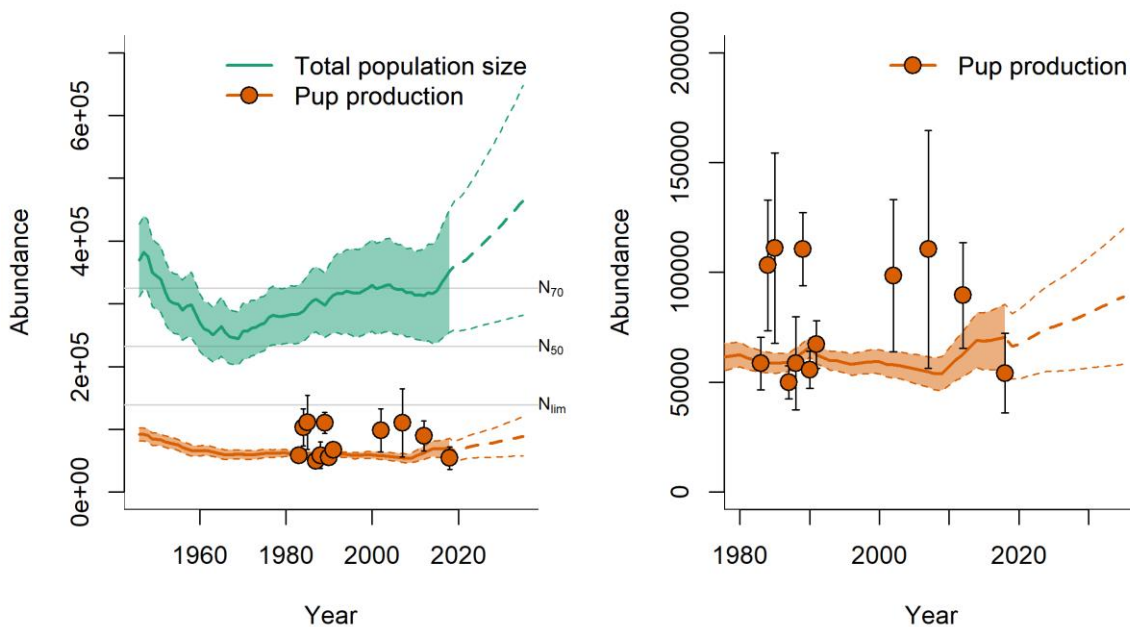 Total population size
Pup production
Abundance
0e+00
2e+05
4e+05
6e+05
N70
N50
Nlim
1960
1980
2000
2020
Year
Pup production
Abundance
0
50000
100000
150000
200000
1980
2000
2020
Year